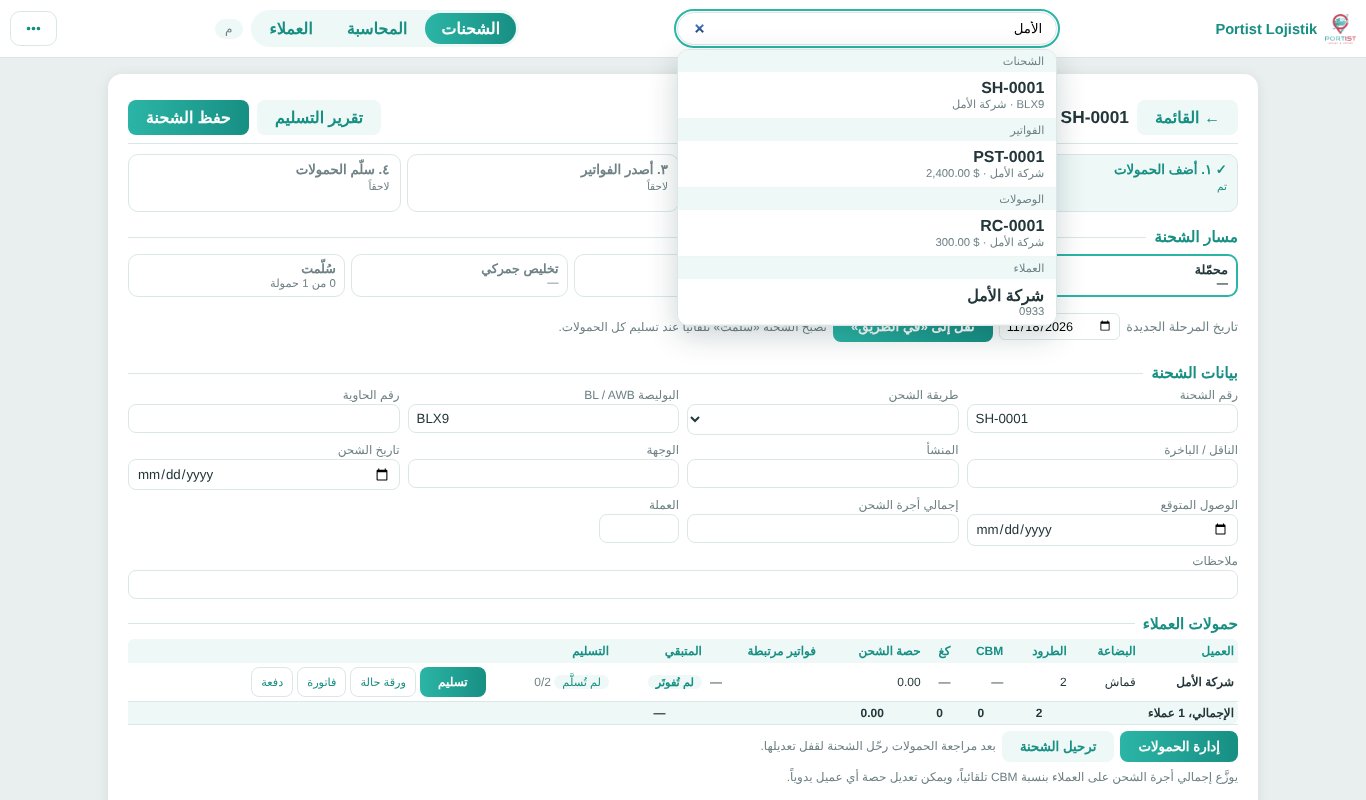 Portist Lojistik
PORTIST
الأمل
×
الشحنات
المحاسبة
العملاء
م
•••
الشحنات
SH-0001
BLX9 · شركة الأمل
الفواتير
PST-0001
شركة الأمل · $ 2,400.00
الوصولات
RC-0001
شركة الأمل · $ 300.00
العملاء
شركة الأمل
0933
← القائمة
SH-0001
تقرير التسليم
حفظ الشحنة
✓ ١. أضف الحمولات
تم
٣. أصدر الفواتير
لاحقاً
٤. سلّم الحمولات
لاحقاً
مسار الشحنة
محمّلة
—
تخليص جمركي
—
سُلّمت
0 من 1 حمولة
تاريخ المرحلة الجديدة
11/18/2026
نقل إلى «في الطريق»
تصبح الشحنة «سُلّمت» تلقائياً عند تسليم كل الحمولات.
بيانات الشحنة
رقم الشحنة
طريقة الشحن
البوليصة BL / AWB
رقم الحاوية
SH-0001
BLX9
الناقل / الباخرة
المنشأ
الوجهة
تاريخ الشحن
mm/dd/yyyy
الوصول المتوقع
إجمالي أجرة الشحن
العملة
mm/dd/yyyy
ملاحظات
حمولات العملاء
العميل البضاعة الطرود CBM كغ حصة الشحن فواتير مرتبطة المتبقي التسليم
شركة الأمل قماش 2 — — 0.00 — لم تُفوتَر لم تُسلَّم 0/2 تسليم ورقة حالة فاتورة دفعة
الإجمالي، 1 عملاء 2 0 0 0.00 —
إدارة الحمولات
ترحيل الشحنة
بعد مراجعة الحمولات رحّل الشحنة لقفل تعديلها.
يوزَّع إجمالي أجرة الشحن على العملاء بنسبة CBM تلقائياً، ويمكن تعديل حصة أي عميل يدوياً.